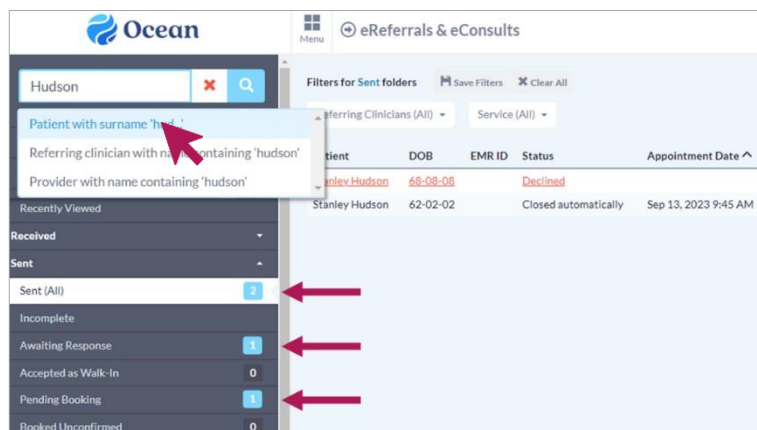 Ocean
Menu
eReferrals & eConsults
Hudson
Filters for Sent folders
Save Filters
Clear All
Patient with surname 'hud
Referring clinician with name containing 'hudson'
Provider with name containing 'hudson'
Recently Viewed
Received
Sent
Sent (All) 2
Incomplete
Awaiting Response 1
Accepted as Walk-In 0
Pending Booking 1
Booked Unconfirmed 0
Clinicians (All)
Service (All)
DOB EMR ID Status Appointment Date
Hudson 68-08-08 Declined
Stanley Hudson 62-02-02 Closed automatically Sep 13, 2023 9:45 AM